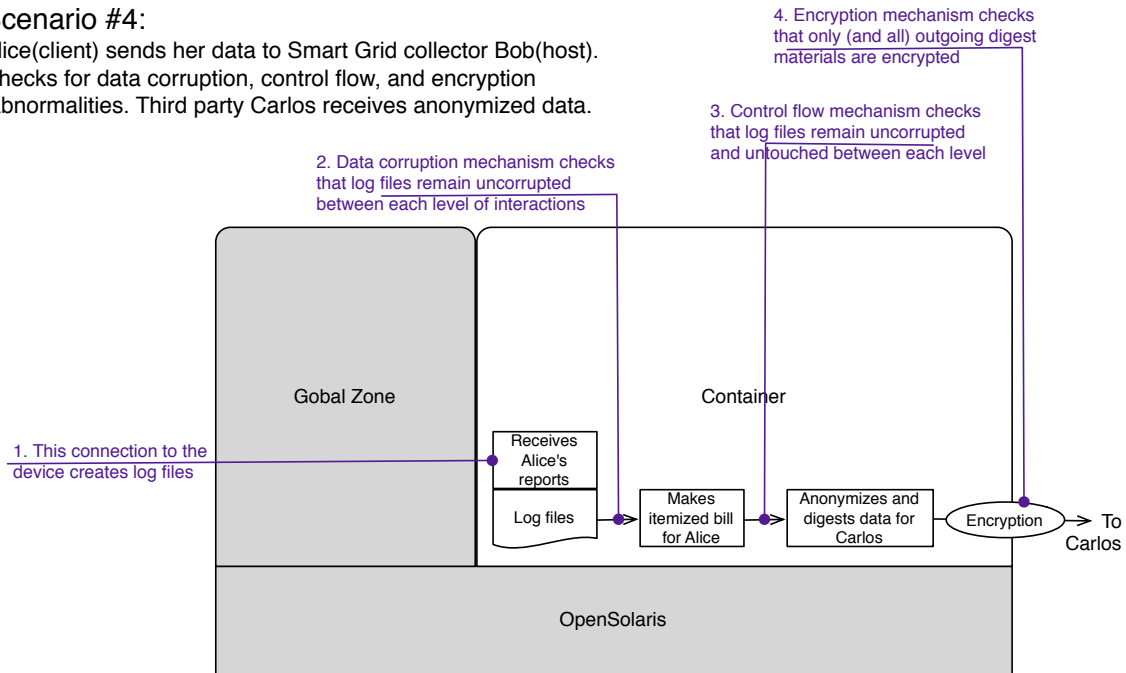 cenario #4:
lice(client) sends her data to Smart Grid collector Bob(host).
hecks for data corruption, control flow, and encryption
bnormalities. Third party Carlos receives anonymized data.
4. Encryption mechanism checks
that only (and all) outgoing digest
materials are encrypted
3. Control flow mechanism checks
that log files remain uncorrupted
and untouched between each level
2. Data corruption mechanism checks
that log files remain uncorrupted
between each level of interactions
Gobal Zone
Container
1. This connection to the
device creates log files
Receives
Alice's
reports
Log files
Makes
itemized bill
for Alice
Anonymizes and
digests data for
Carlos
Encryption
To
Carlos
OpenSolaris